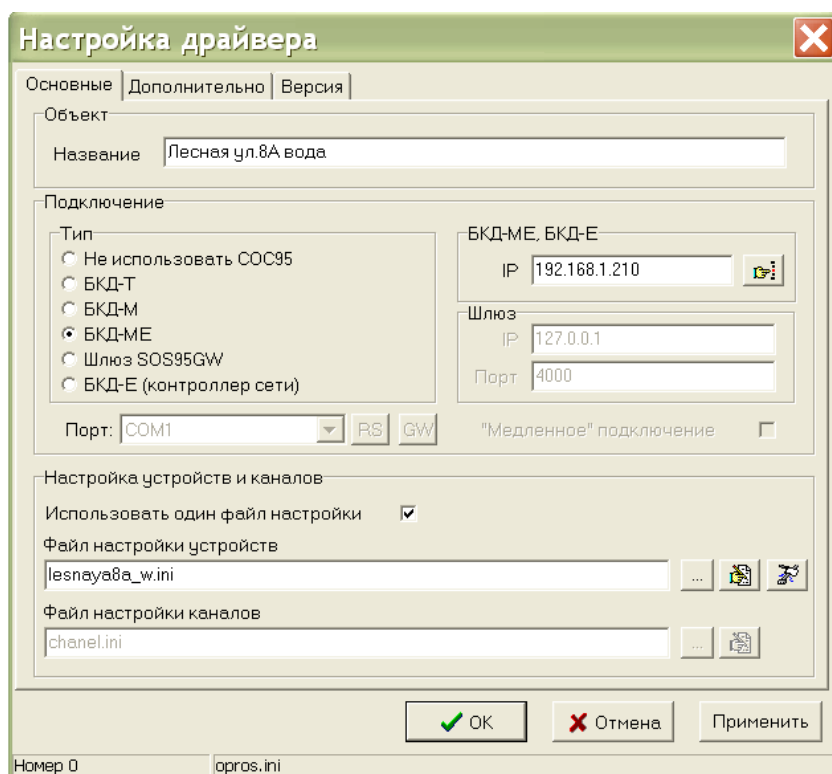 Настройка драйвера
Основные Дополнительно Версия
Объект
Название Лесная ул.8А вода
Подключение
Тип
Не использовать СОС95
БКД-Т
БКД-М
БКД-МЕ
Шлюз SOS95GW
БКД-Е (контроллер сети)
Порт: COM1 RS GW
БКД-МЕ, БКД-Е
IP 192.168.1.210
Шлюз
IP 127.0.0.1
Порт 4000
"Медленное" подключение
Настройка устройств и каналов
Использовать один файл настройки
Файл настройки устройств
lesnaya8a_w.ini ...
Файл настройки каналов
chanel.ini ...
OK Отмена Применить
Номер 0 opros.ini